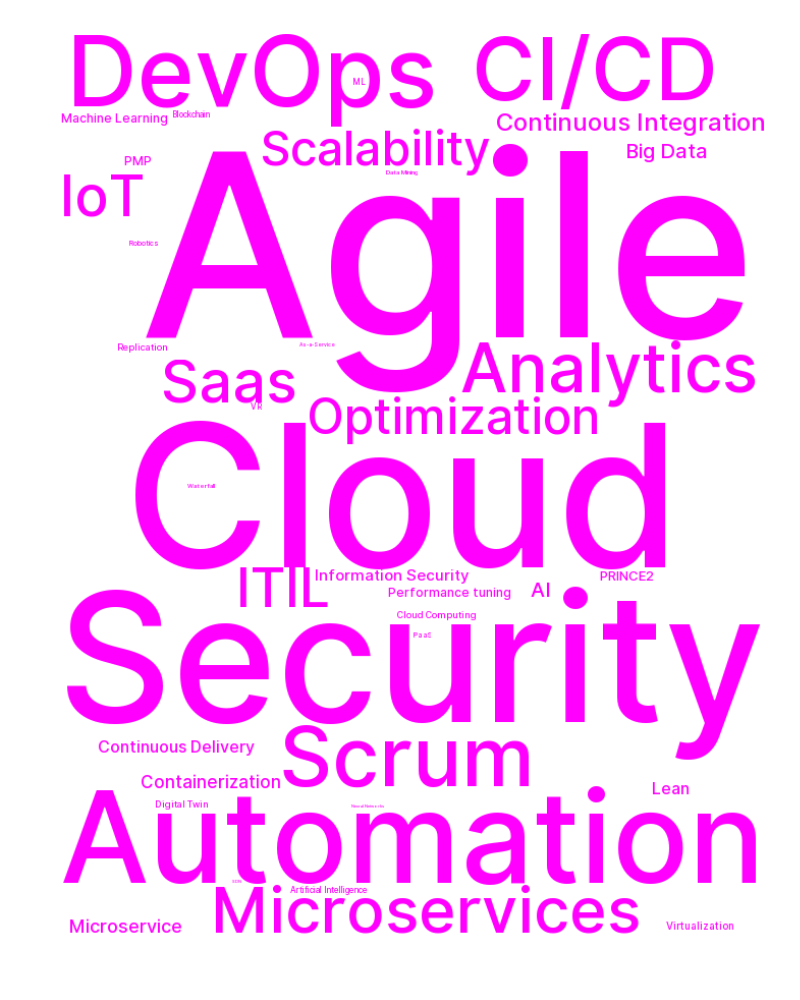 DevOps
CI/CD
ML
Machine Learning
Blockchain
Continuous Integration
Scalability
Big Data
PMP
Data Mining
IoT
Agile
Robotics
Replication
As-a-Service
Analytics
Saas
VR
Optimization
Cloud
Waterfall
ITIL
Information Security
PRINCE2
Performance tuning
AI
Security
Cloud Computing
PaaS
Scrum
Continuous Delivery
Containerization
Lean
Automation
Digital Twin
Microservices
Artificial Intelligence
Microservice
Virtualization